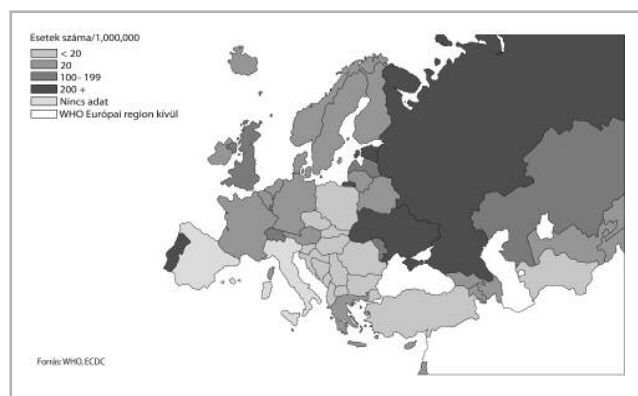 Esetek száma/1,000,000
< 20
20
100- 199
200 +
Nincs adat
WHO Európai region kívül
Forrás: WHO, ECDC